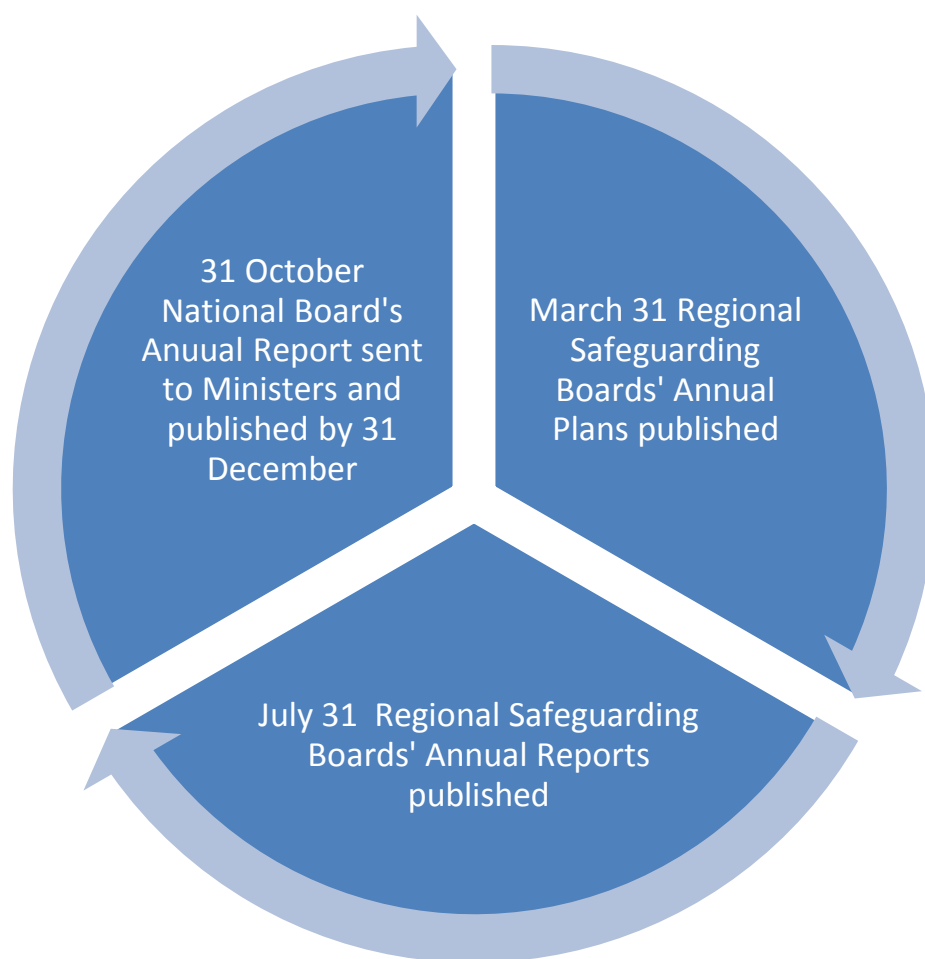 31 October
National Board's
Anuual Report sent
to Ministers and
published by 31
December
March 31 Regional
Safeguarding
Boards' Annual
Plans published
July 31  Regional Safeguarding
Boards' Annual Reports
published